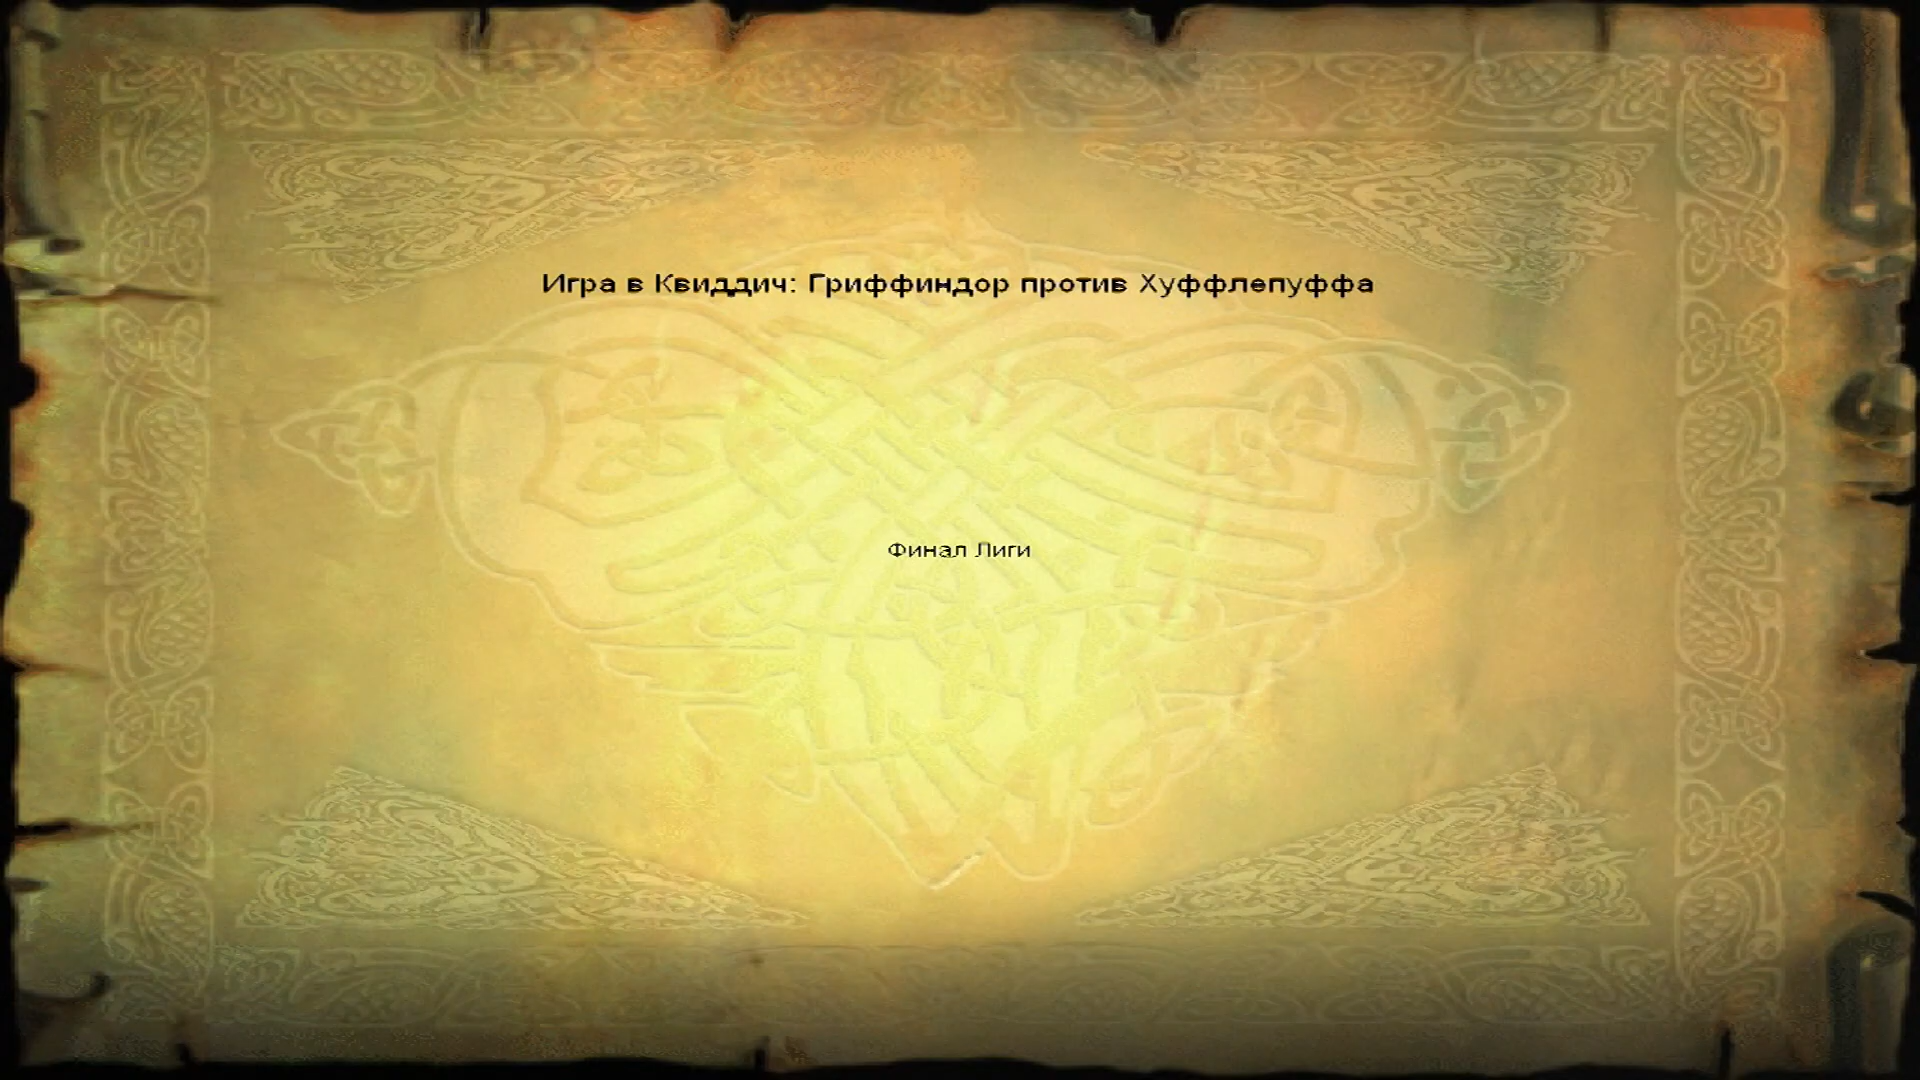 Игра в Квиддич: Гриффиндор против Хуффлепуффа
Финал Лиги